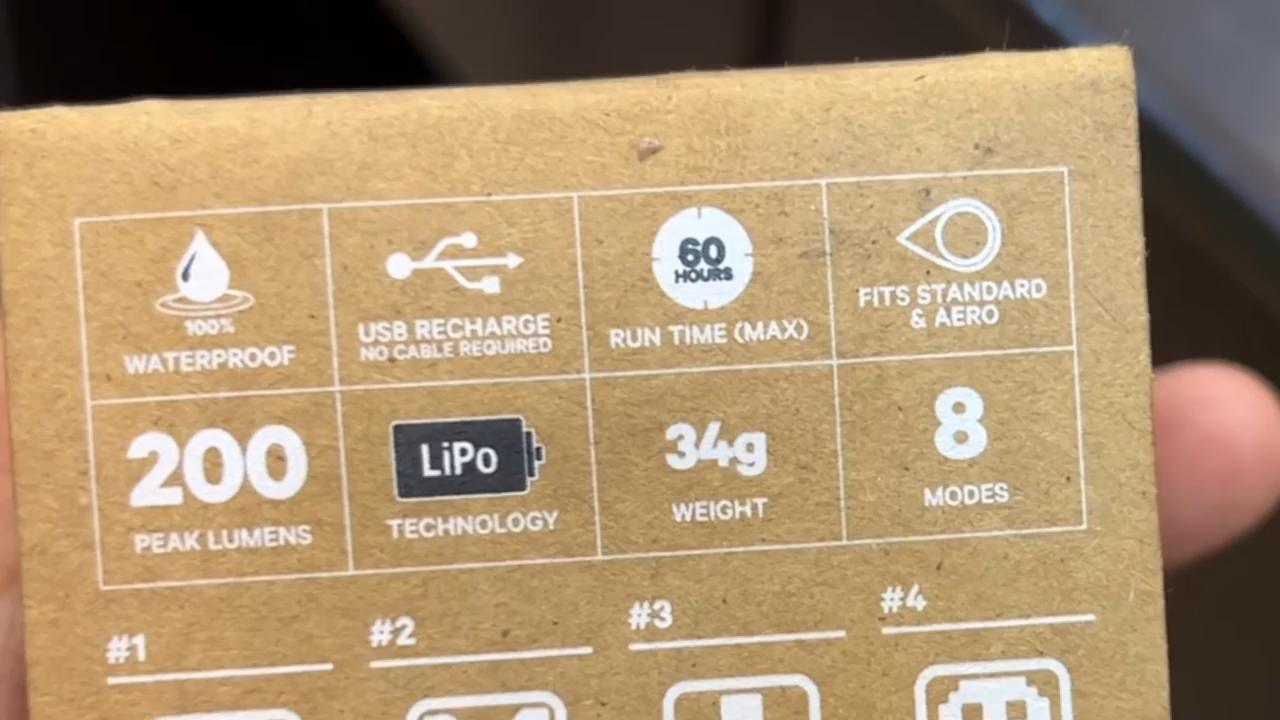 100%
WATERPROOF
USB RECHARGE
NO CABLE REQUIRED
60
HOURS
RUN TIME (MAX)
FITS STANDARD
& AERO
200
PEAK LUMENS
LiPo
TECHNOLOGY
34g
WEIGHT
8
MODES
#1
#2
#3
#4